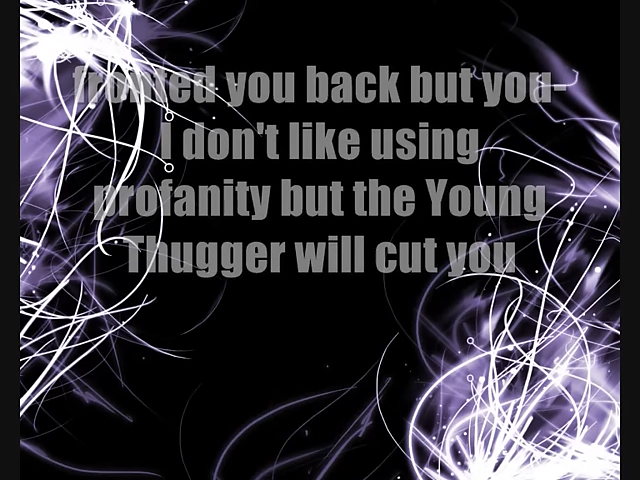 fronted you back but you-
I don't like using
profanity but the Young
Thugger will cut you